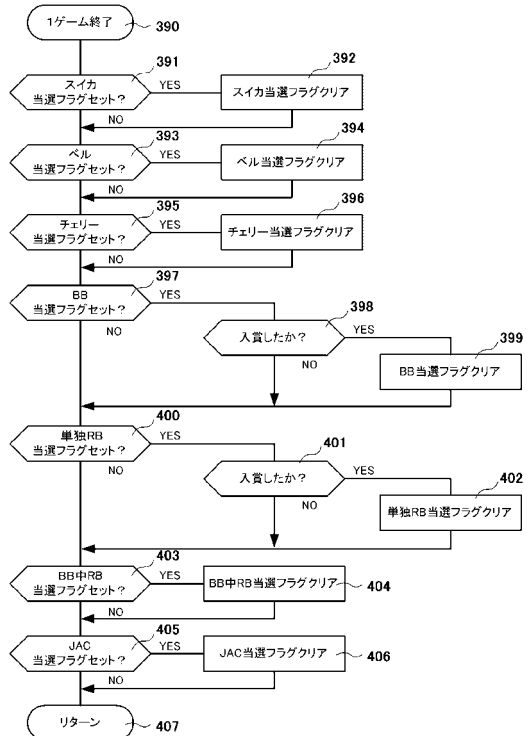 1ゲーム終了
390
391
スイカ
当選フラグセット?
YES
392
スイカ当選フラグクリア
NO
393
ベル
当選フラグセット?
YES
394
ベル当選フラグクリア
NO
395
チェリー
当選フラグセット?
YES
396
チェリー当選フラグクリア
NO
397
BB
当選フラグセット?
YES
NO
398
入賞したか?
YES
NO
399
BB当選フラグクリア
400
単独RB
当選フラグセット?
YES
NO
401
入賞したか?
YES
NO
402
単独RB当選フラグクリア
403
BB中RB
当選フラグセット?
YES
BB中RB当選フラグクリア
404
NO
405
JAC
当選フラグセット?
YES
JAC当選フラグクリア
406
NO
リターン
407